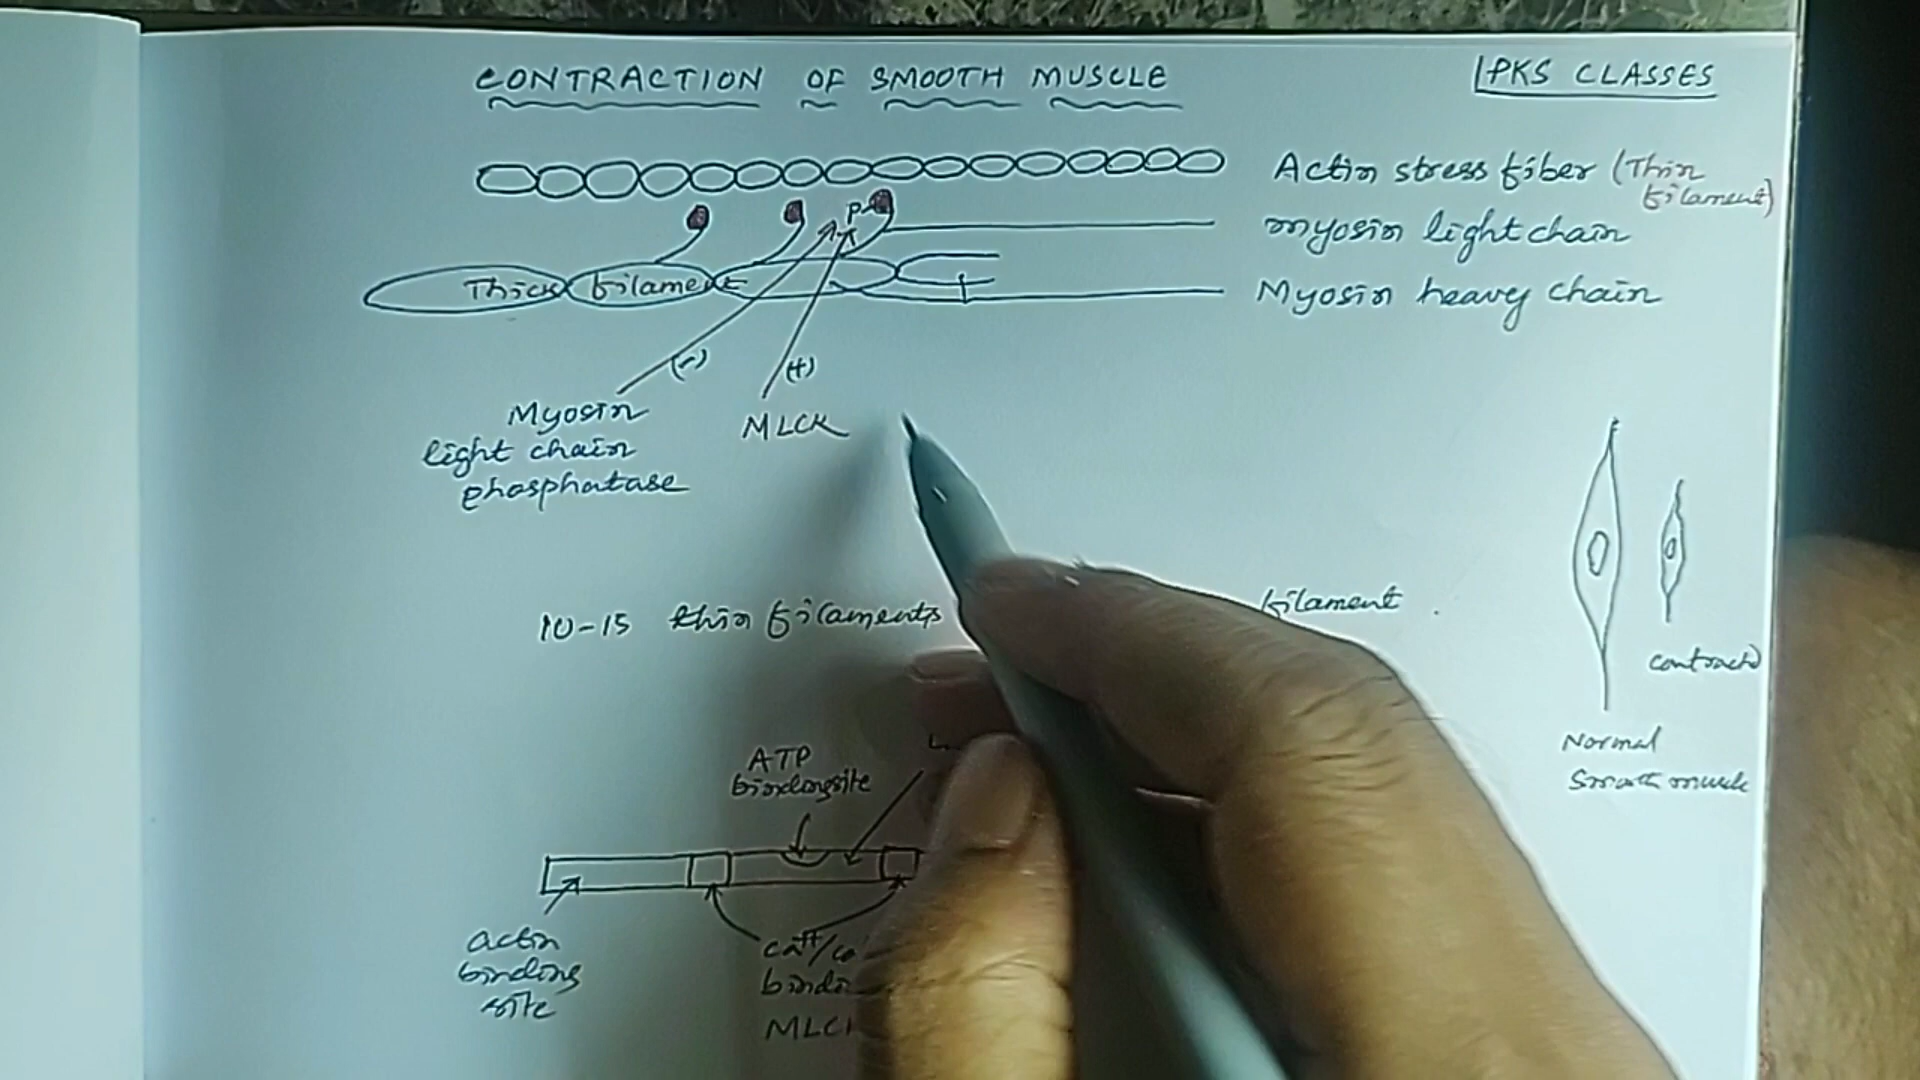 CONTRACTION OF SMOOTH MUSCLE
PKS CLASSES
Actin stress fiber (Thin
filament)
P
myosin light chain
Thick filament
Myosin heavy chain
(-)
(+)
Myosin
light chain
phosphatase
MLCK
10-15 thin filaments
filament
contracted
Normal
Smooth muscle
ATP
binding site
actin
binding
site
Ca++/